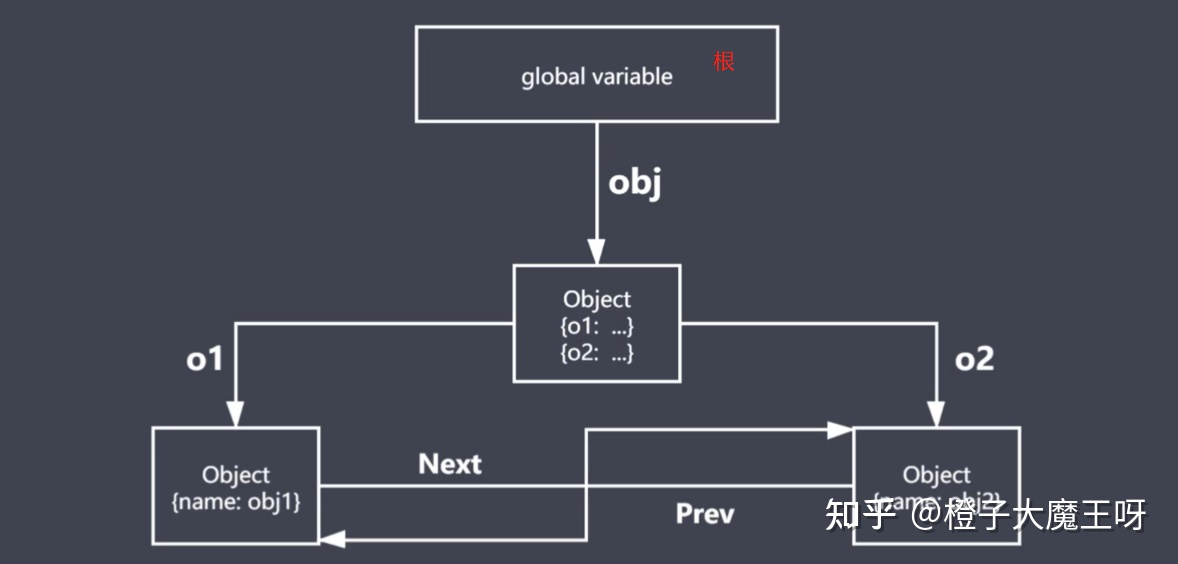 global variable
根
obj
Object
{o1: ...}
{o2: ...}
o1
o2
Object
{name: obj1}
Next
Prev
Object
{name: obj2}
知乎 @橙子大魔王呀